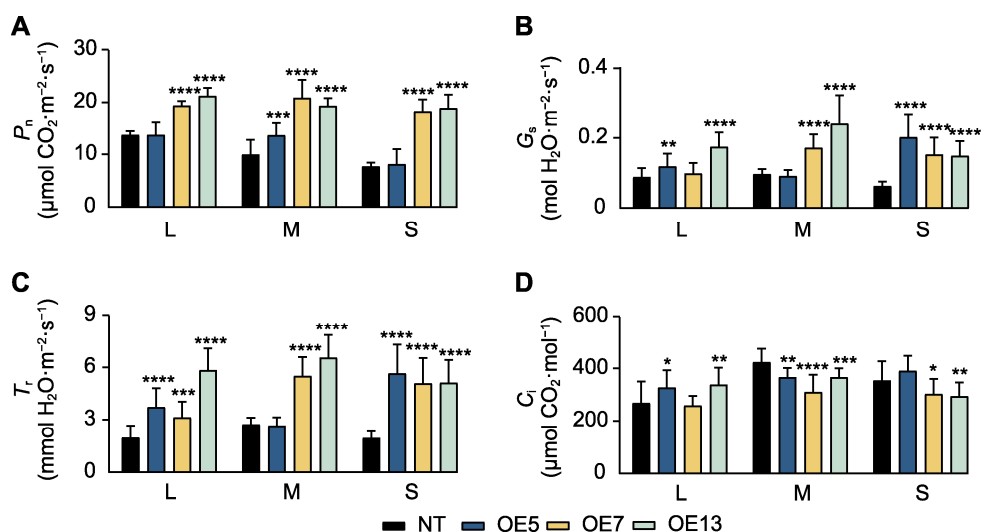 A
Pn
(μmol CO₂·m⁻²·s⁻¹)
30
20
10
0
**** ****
*** **** ****
**** ****
L M S
B
Gs
(mol H₂O·m⁻²·s⁻¹)
0.4
0.2
0
** ****
**** ****
**** **** ****
L M S
C
Tr
(mmol H₂O·m⁻²·s⁻¹)
9
6
3
0
**** *** ****
**** ****
**** **** ****
L M S
D
Ci
(μmol CO₂·mol⁻¹)
600
400
200
0
* **
** **** ***
* **
L M S
NT OE5 OE7 OE13